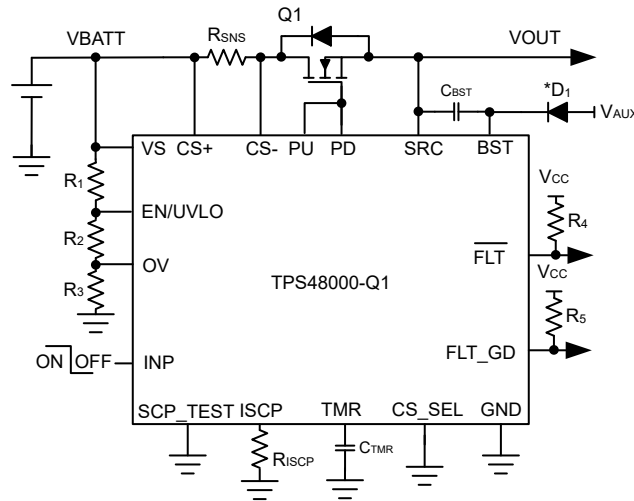 Q1
VBATT
RSNS
VOUT
CBST
*D1
VAUX
VS
CS+
CS-
PU
PD
SRC
BST
R1
EN/UVLO
R2
OV
R3
TPS48000-Q1
VCC
R4
FLT
VCC
R5
FLT_GD
ON
OFF
INP
SCP_TEST
ISCP
TMR
CS_SEL
GND
RISCP
CTMR